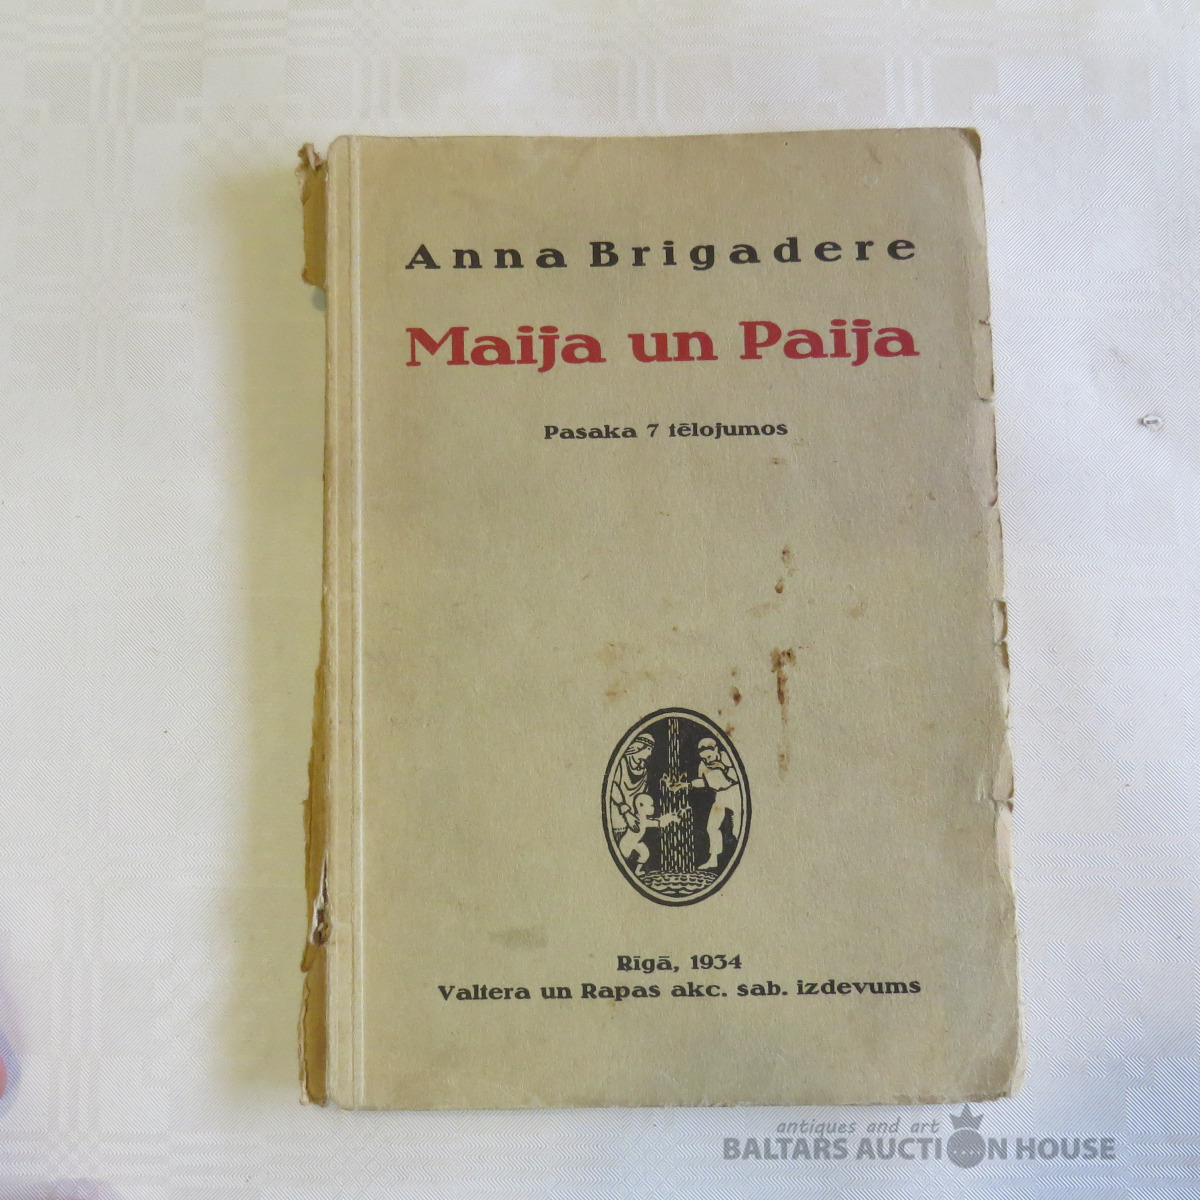 Anna Brigadere
Maija un Paija
Pasaka 7 tēlojumos
Rīgā, 1934
Valtera un Rapas akc. sab. izdevums
antiques and art
BALTARS AUCTION HOUSE